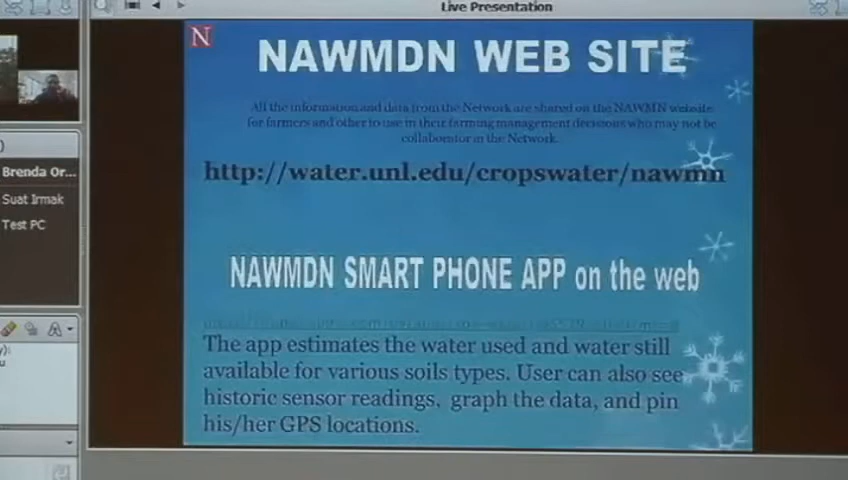 Live Presentation
N
NAWMDN WEB SITE
All the information and data from the Network are shared on the NAWMN website
for farmers and other to use in their farming management decisions who may not be
collaborator in the Network.
http://water.unl.edu/cropswater/nawmn
Brenda Or...
Suat Irmak
Test PC
NAWMDN SMART PHONE APP on the web
The app estimates the water used and water still
available for various soils types. User can also see
historic sensor readings, graph the data, and pin
his/her GPS locations.